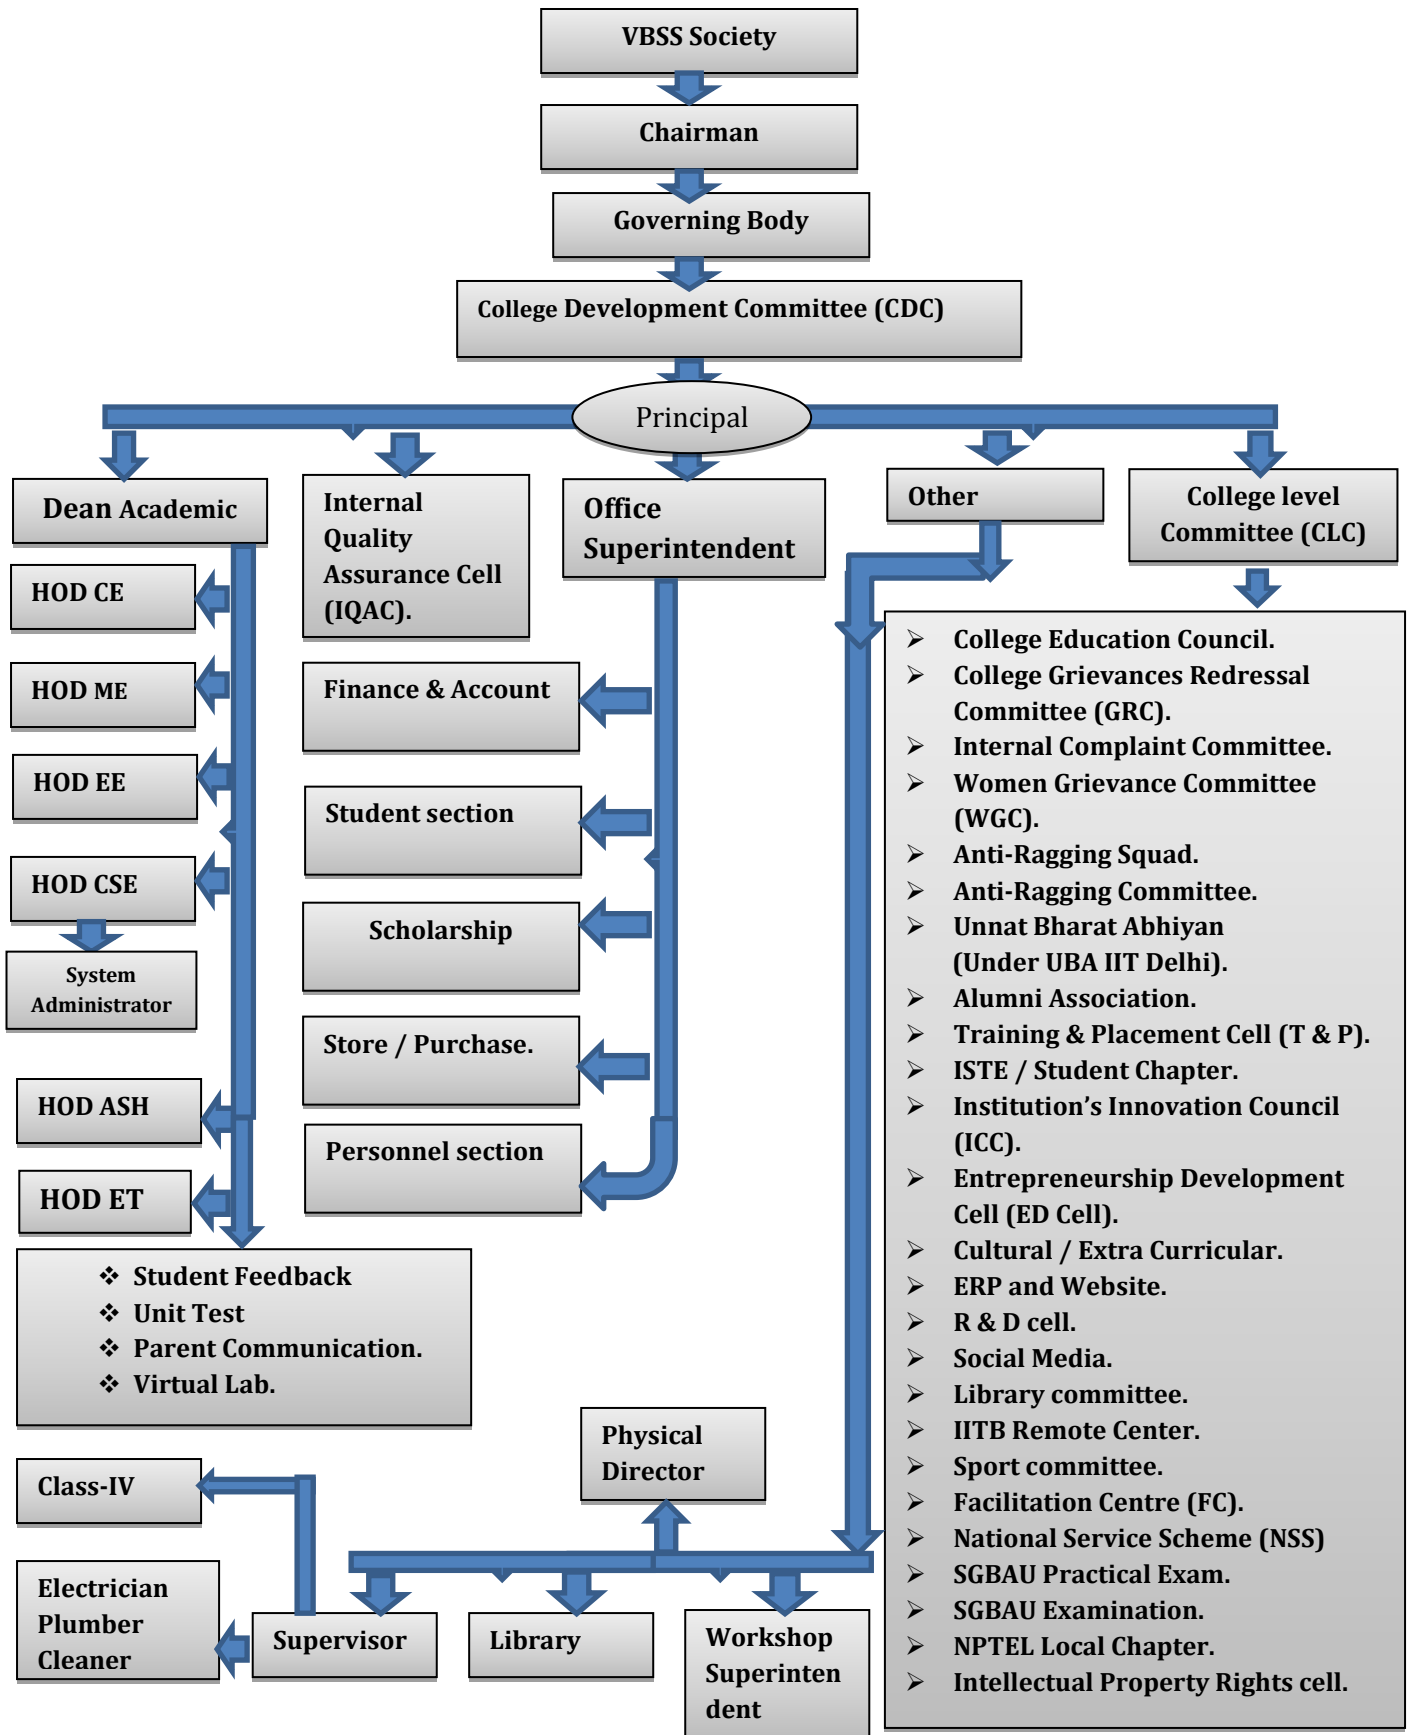 VBSS Society
Chairman
Governing Body
College Development Committee (CDC)
Principal
Dean Academic
Internal
Quality
Assurance Cell
(IQAC).
Office
Superintendent
Other
College level
Committee (CLC)
HOD CE
HOD ME
HOD EE
HOD CSE
System
Administrator
HOD ASH
HOD ET
❖ Student Feedback
❖ Unit Test
❖ Parent Communication.
❖ Virtual Lab.
Finance & Account
Student section
Scholarship
Store / Purchase.
Personnel section
➢ College Education Council.
➢ College Grievances Redressal
Committee (GRC).
➢ Internal Complaint Committee.
➢ Women Grievance Committee
(WGC).
➢ Anti-Ragging Squad.
➢ Anti-Ragging Committee.
➢ Unnat Bharat Abhiyan
(Under UBA IIT Delhi).
➢ Alumni Association.
➢ Training & Placement Cell (T & P).
➢ ISTE / Student Chapter.
➢ Institution’s Innovation Council
(ICC).
➢ Entrepreneurship Development
Cell (ED Cell).
➢ Cultural / Extra Curricular.
➢ ERP and Website.
➢ R & D cell.
➢ Social Media.
➢ Library committee.
➢ IITB Remote Center.
➢ Sport committee.
➢ Facilitation Centre (FC).
➢ National Service Scheme (NSS)
➢ SGBAU Practical Exam.
➢ SGBAU Examination.
➢ NPTEL Local Chapter.
➢ Intellectual Property Rights cell.
Physical
Director
Class-IV
Electrician
Plumber
Cleaner
Supervisor
Library
Workshop
Superinten
dent